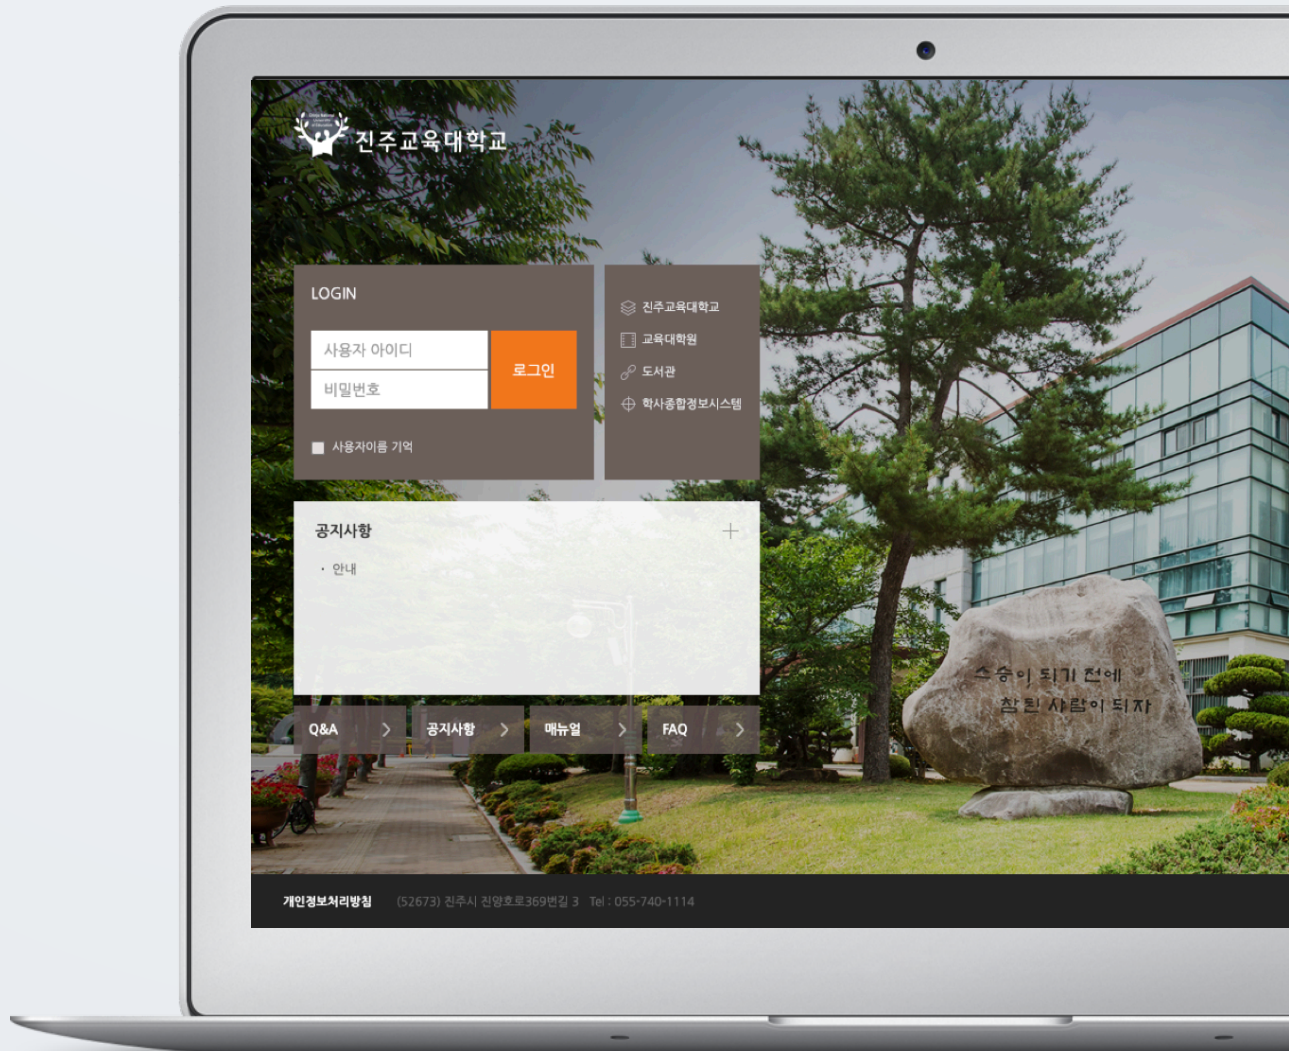 진주교육대학교
LOGIN
사용자 아이디
비밀번호
로그인
사용자이름 기억
진주교육대학교
교육대학원
도서관
학사종합정보시스템
공지사항
· 안내
Q&A
공지사항
매뉴얼
FAQ
스승이 되기 전에
참된 사람이 되자
개인정보처리방침 (52673) 진주시 진양호로369번길 3 Tel : 055-740-1114